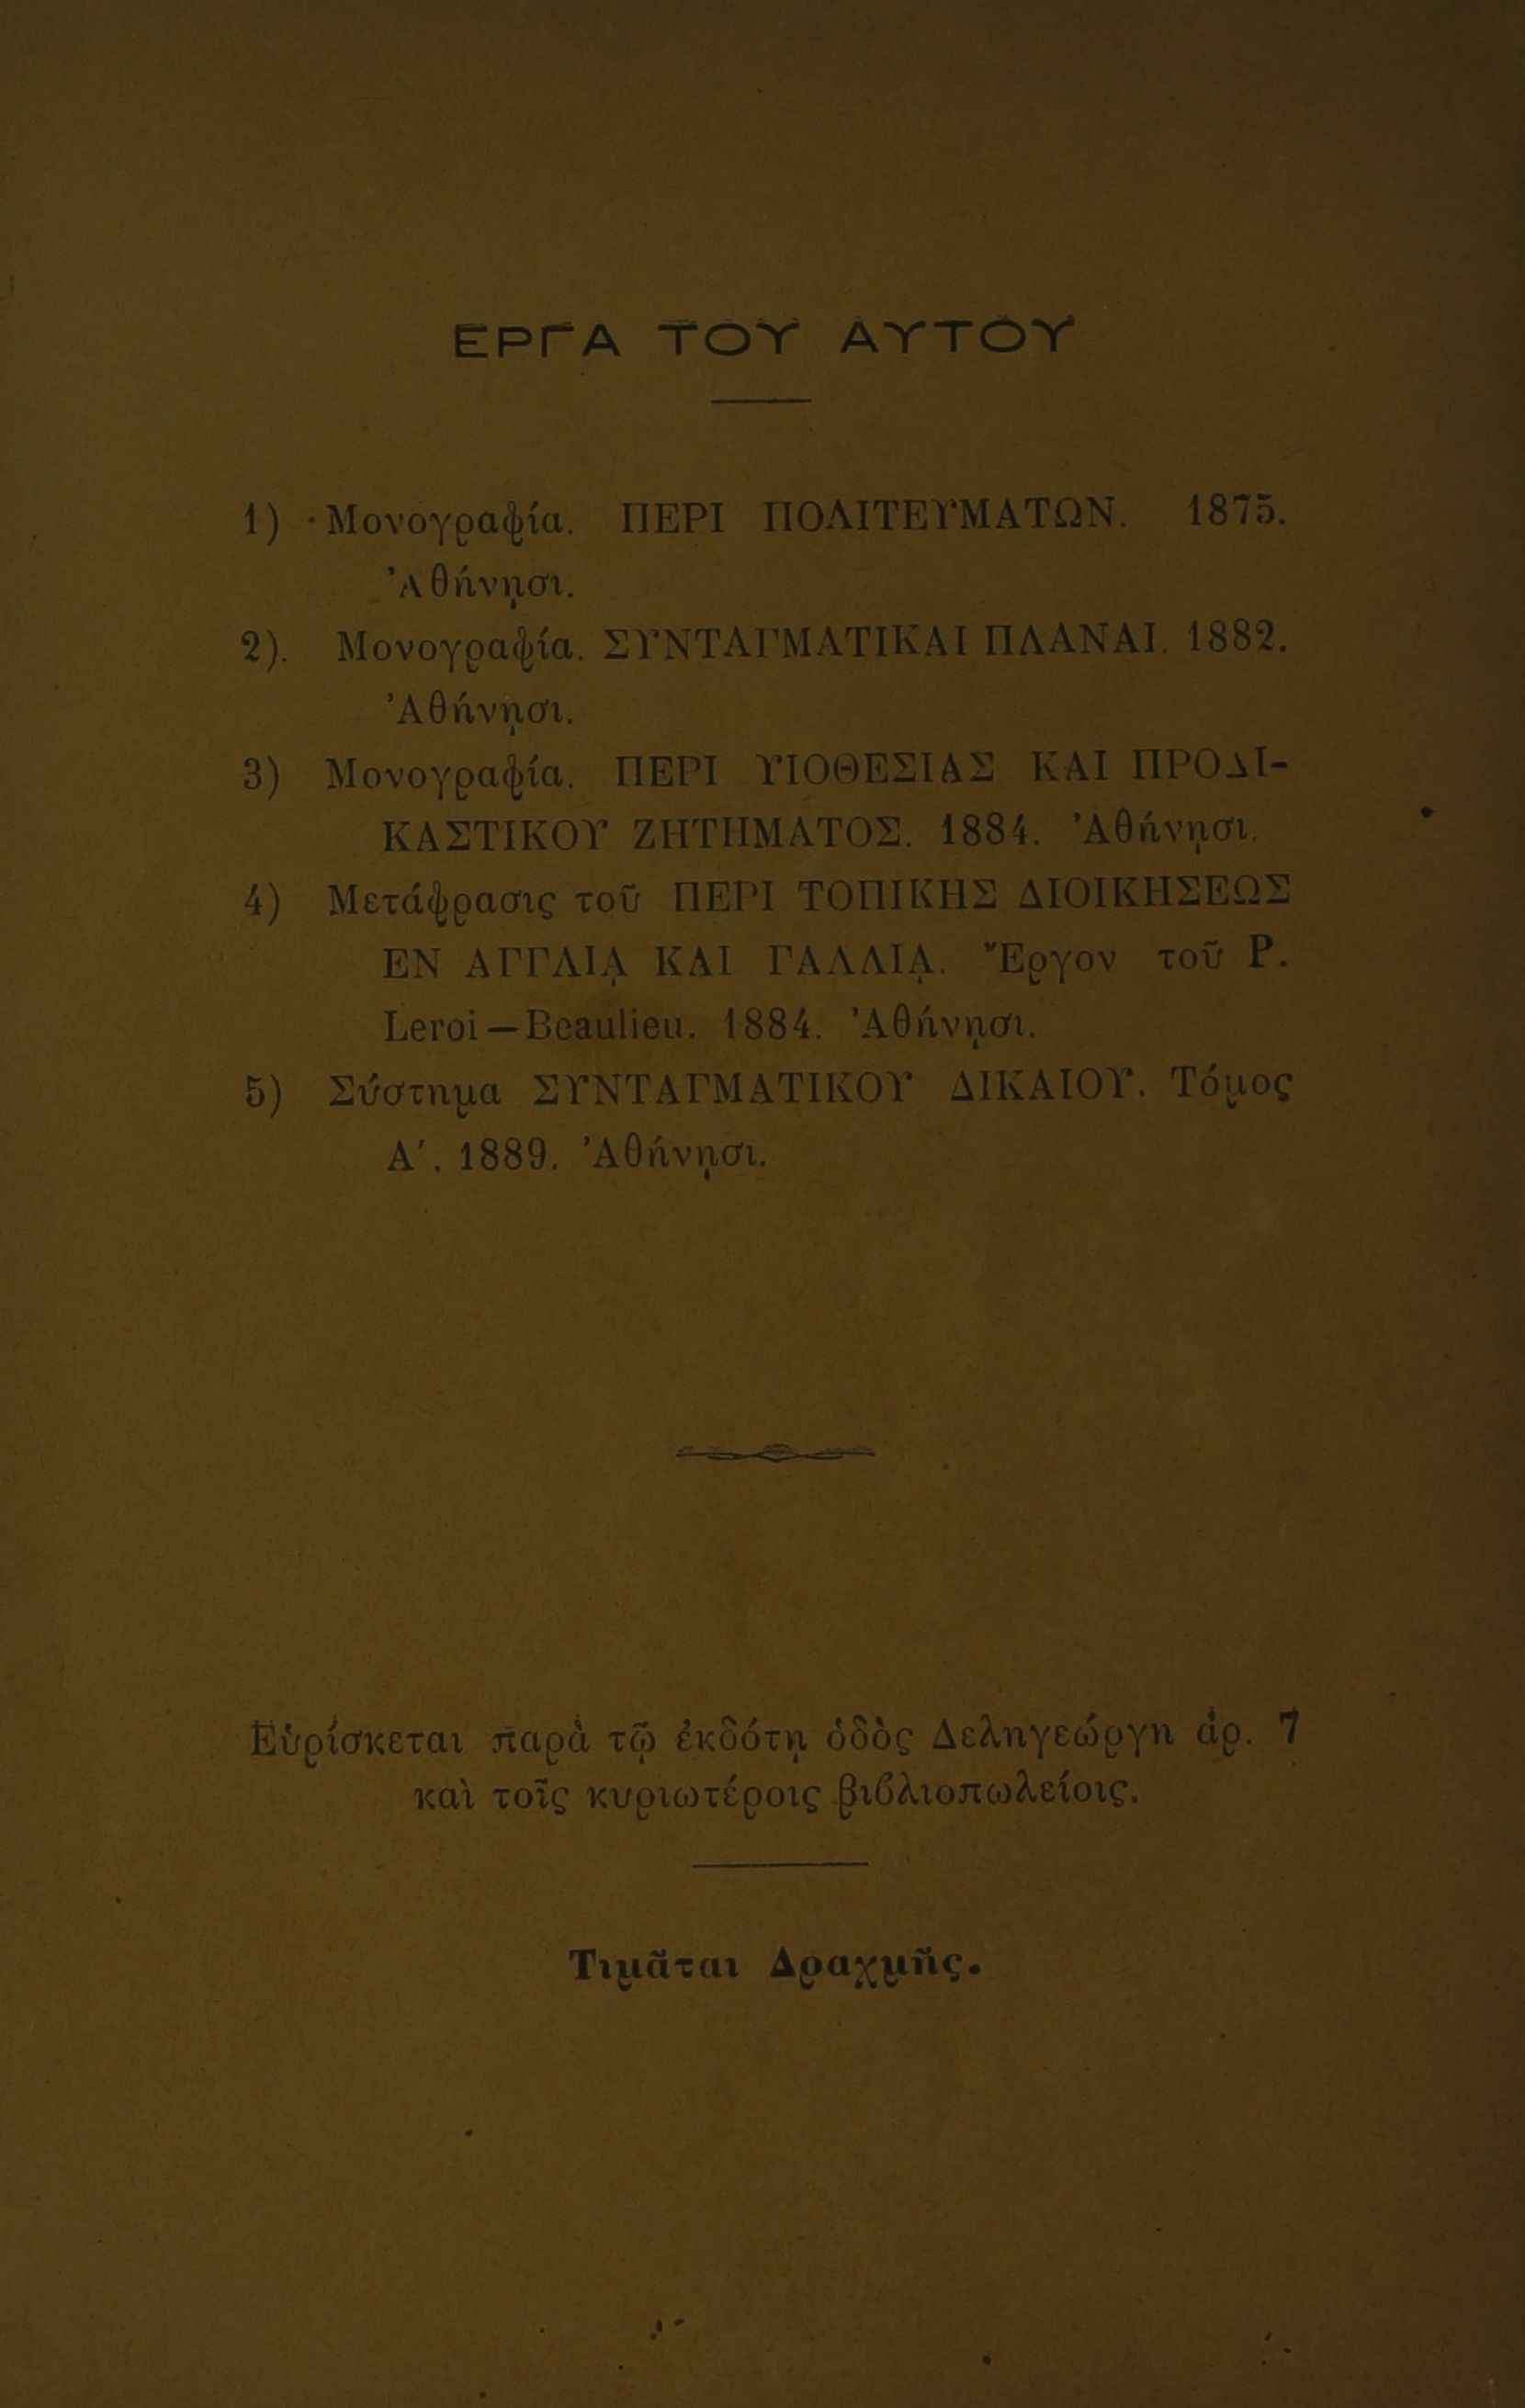 ΕΡΓΑ ΤΟΥ ΑΥΤΟΥ
1) Μονογραφία. ΠΕΡΙ ΠΟΛΙΤΕΥΜΑΤΩΝ. 1875.
Ἀθήνῃσι.
2). Μονογραφία. ΣΥΝΤΑΓΜΑΤΙΚΑΙ ΠΛΑΝΑΙ. 1882.
Ἀθήνῃσι.
3) Μονογραφία. ΠΕΡΙ ΥΙΟΘΕΣΙΑΣ ΚΑΙ ΠΡΟΔΙ-
ΚΑΣΤΙΚΟΥ ΖΗΤΗΜΑΤΟΣ. 1884. Ἀθήνῃσι.
4) Μετάφρασις τοῦ ΠΕΡΙ ΤΟΠΙΚΗΣ ΔΙΟΙΚΗΣΕΩΣ
ΕΝ ΑΓΓΛΙᾼ ΚΑΙ ΓΑΛΛΙᾼ. Ἔργον τοῦ P.
Leroi—Beaulieu. 1884. Ἀθήνῃσι.
5) Σύστημα ΣΥΝΤΑΓΜΑΤΙΚΟΥ ΔΙΚΑΙΟΥ. Τόμος
Α΄. 1889. Ἀθήνῃσι.
Εὑρίσκεται παρὰ τῷ ἐκδότῃ ὁδὸς Δεληγεώργη ἀρ. 7
καὶ τοῖς κυριωτέροις βιϐλιοπωλείοις.
Τιμᾶται Δραχμῆς.